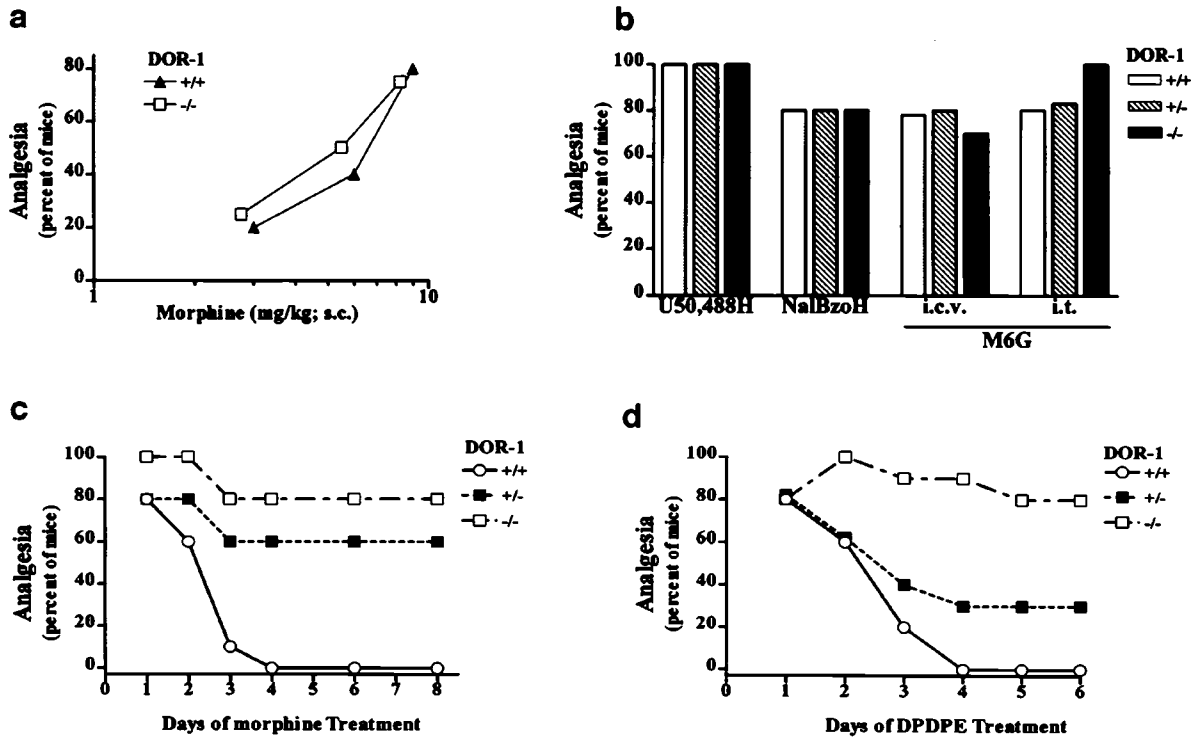 a
DOR-1
+/+
-/-
80
60
40
20
0
1
10
Analgesia
(percent of mice)
Morphine (mg/kg; s.c.)
b
DOR-1
+/+
+/-
-/-
100
80
60
40
20
0
Analgesia
(percent of mice)
U50,488H
NalBzoH
i.c.v.
i.t.
M6G
c
DOR-1
+/+
+/-
-/-
100
80
60
40
20
0
Analgesia
(percent of mice)
0 1 2 3 4 5 6 7 8
Days of morphine Treatment
d
DOR-1
+/+
+/-
-/-
100
80
60
40
20
0
Analgesia
(percent of mice)
0 1 2 3 4 5 6
Days of DPDPE Treatment